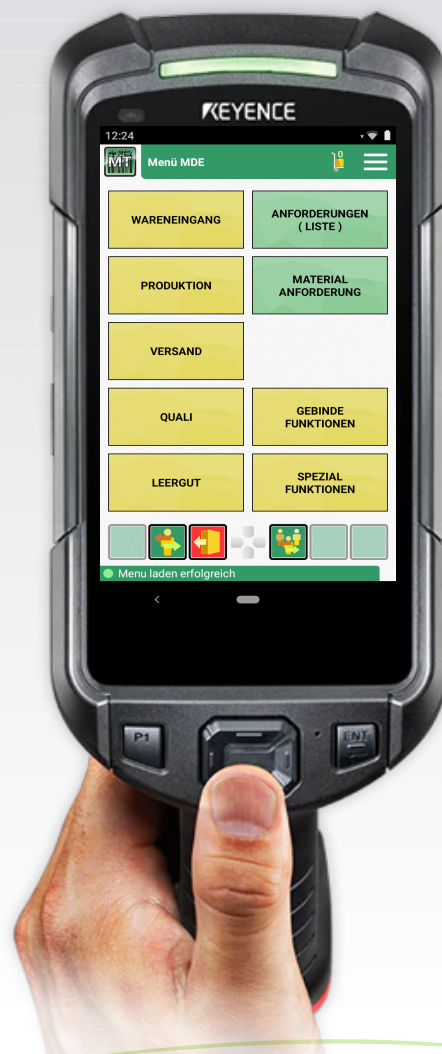 KEYENCE
12:24
MT
Menü MDE
0
WARENEINGANG
ANFORDERUNGEN
( LISTE )
PRODUKTION
MATERIAL
ANFORDERUNG
VERSAND
QUALI
GEBINDE
FUNKTIONEN
LEERGUT
SPEZIAL
FUNKTIONEN
Menu laden erfolgreich
P1
ENT